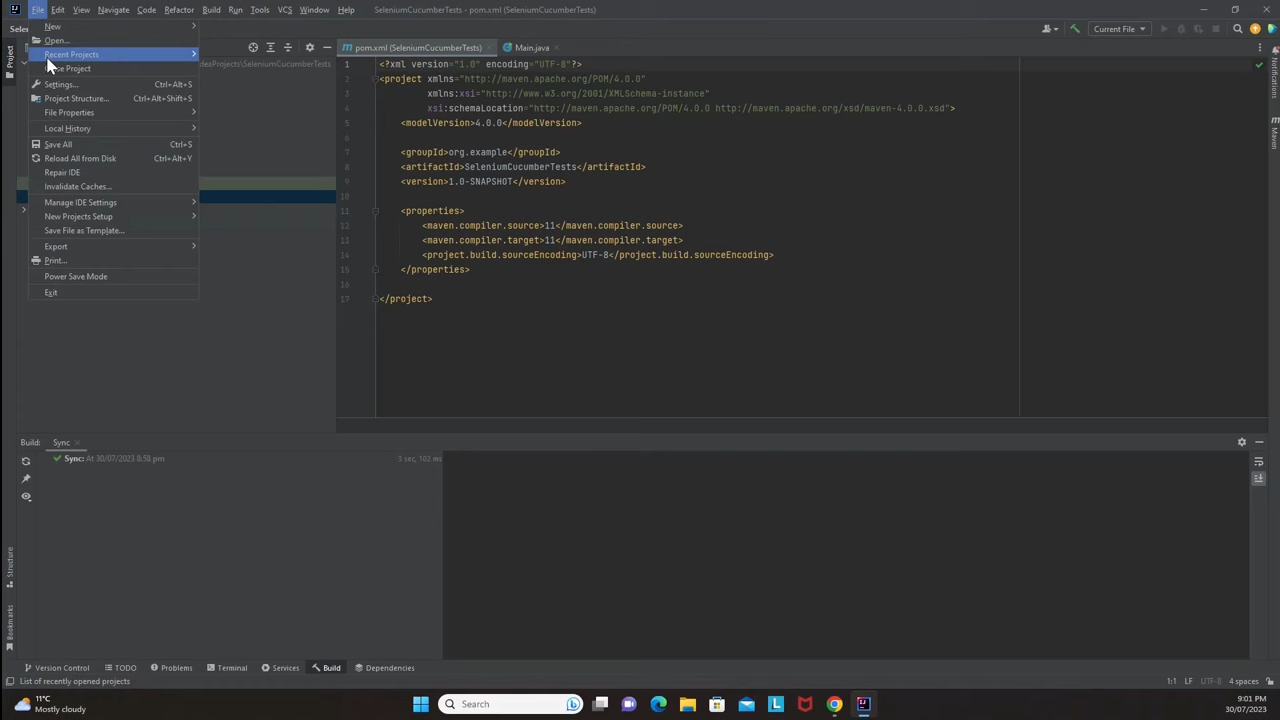 File Edit View Navigate Code Refactor Build Run Tools VCS Window Help SeleniumCucumberTests (SeleniumCucumberTests)
Current File
New
Open...
Recent Projects
Project
Settings... Ctrl+Alt+S
Project Structure... Ctrl+Alt+Shift+S
File Properties
Local History
Save All Ctrl+S
Reload All from Disk Ctrl+Alt+Y
Repair IDE
Invalidate Caches...
Manage IDE Settings
New Projects Setup
Save File as Template...
Export
Print...
Power Save Mode
Exit
Project
deaProjects\SeleniumCucumberTests
pom.xml (SeleniumCucumberTests) Main.java
1 <?xml version="1.0" encoding="UTF-8"?>
2 <project xmlns="http://maven.apache.org/POM/4.0.0"
3 xmlns:xsi="http://www.w3.org/2001/XMLSchema-instance"
4 xsi:schemaLocation="http://maven.apache.org/POM/4.0.0 http://maven.apache.org/xsd/maven-4.0.0.xsd">
5 <modelVersion>4.0.0</modelVersion>
6
7 <groupId>org.example</groupId>
8 <artifactId>SeleniumCucumberTests</artifactId>
9 <version>1.0-SNAPSHOT</version>
10
11 <properties>
12 <maven.compiler.source>11</maven.compiler.source>
13 <maven.compiler.target>11</maven.compiler.target>
14 <project.build.sourceEncoding>UTF-8</project.build.sourceEncoding>
15 </properties>
16
17 </project>
Notifications
Maven
Build: Sync
Sync: At 30/07/2023 8:58 pm 3 sec, 102 ms
Structure
Bookmarks
Version Control TODO Problems Terminal Services Build Dependencies
List of recently opened projects 1:1 LF UTF-8 4 spaces
11°C
Mostly cloudy
Search
9:01 PM
30/07/2023